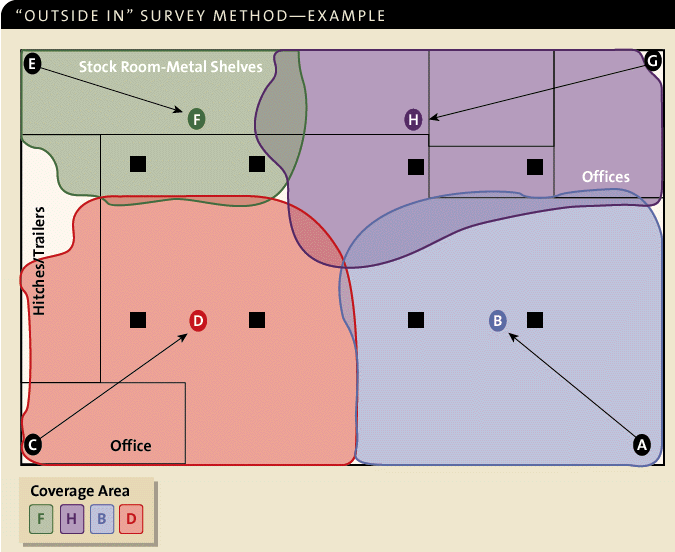 “OUTSIDE IN” SURVEY METHOD—EXAMPLE
E
Stock Room-Metal Shelves
G
F
H
Offices
Hitches/Trailers
D
B
C
Office
A
Coverage Area
F H B D